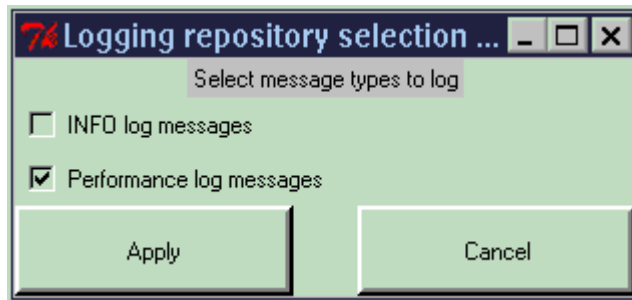 Logging repository selection ...
Select message types to log
INFO log messages
Performance log messages
Apply
Cancel